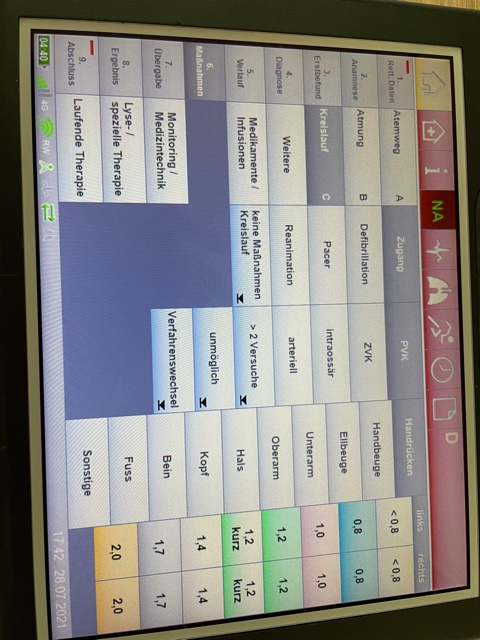 NA
D
1.
Rett. Daten
2.
Anamnese
3.
Erstbefund
4.
Diagnose
5.
Verlauf
6.
Maßnahmen
7.
Übergabe
8.
Ergebnis
9.
Abschluss
Atemweg A
Atmung B
Kreislauf C
Weitere
Medikamente /
Infusionen
Monitoring /
Medizintechnik
Lyse- /
spezielle Therapie
Laufende Therapie
Zugang
Defibrillation
Pacer
Reanimation
keine Maßnahmen
Kreislauf
PVK
ZVK
intraossär
arteriell
> 2 Versuche
unmöglich
Verfahrenswechsel
Handrücken
Handbeuge
Ellbeuge
Unterarm
Oberarm
Hals
Kopf
Bein
Fuss
Sonstige
links rechts
< 0,8 < 0,8
0,8 0,8
1,0 1,0
1,2 1,2
1,2 1,2
kurz kurz
1,4 1,4
1,7 1,7
2,0 2,0
04:40 4G RW 17:42 28.07.2021